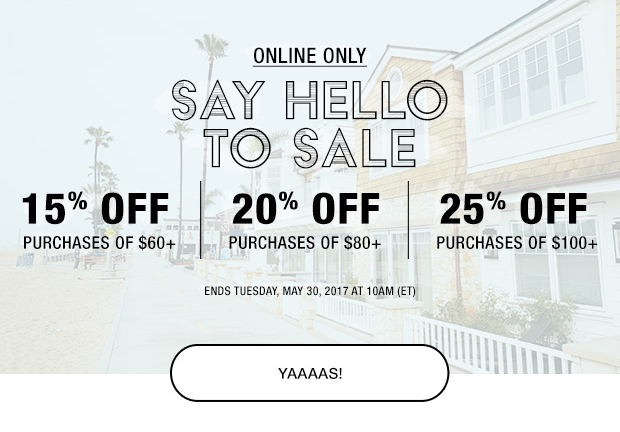 ONLINE ONLY
SAY HELLO
TO SALE
15% OFF
PURCHASES OF $60+
20% OFF
PURCHASES OF $80+
25% OFF
PURCHASES OF $100+
ENDS TUESDAY, MAY 30, 2017 AT 10AM (ET)
YAAAAS!